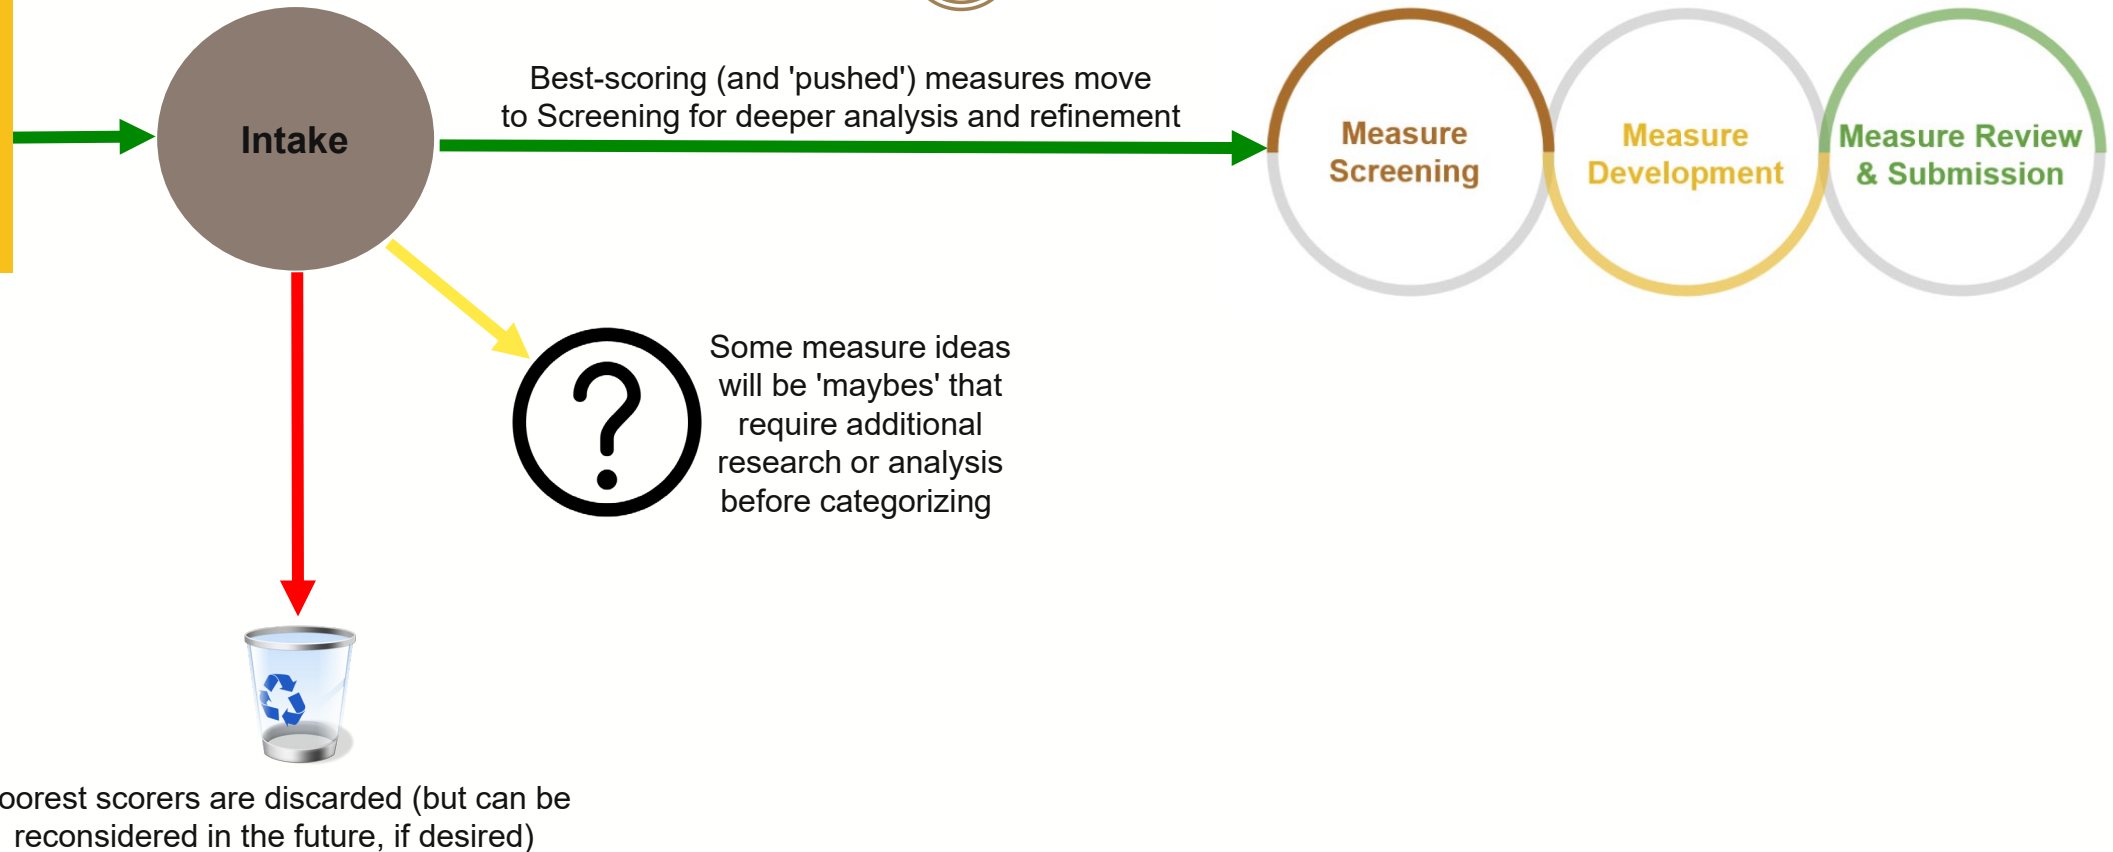 Intake
Best-scoring (and 'pushed') measures move
to Screening for deeper analysis and refinement
Measure
Screening
Measure
Development
Measure Review
& Submission
Some measure ideas
will be 'maybes' that
require additional
research or analysis
before categorizing
oorest scorers are discarded (but can be
reconsidered in the future, if desired)